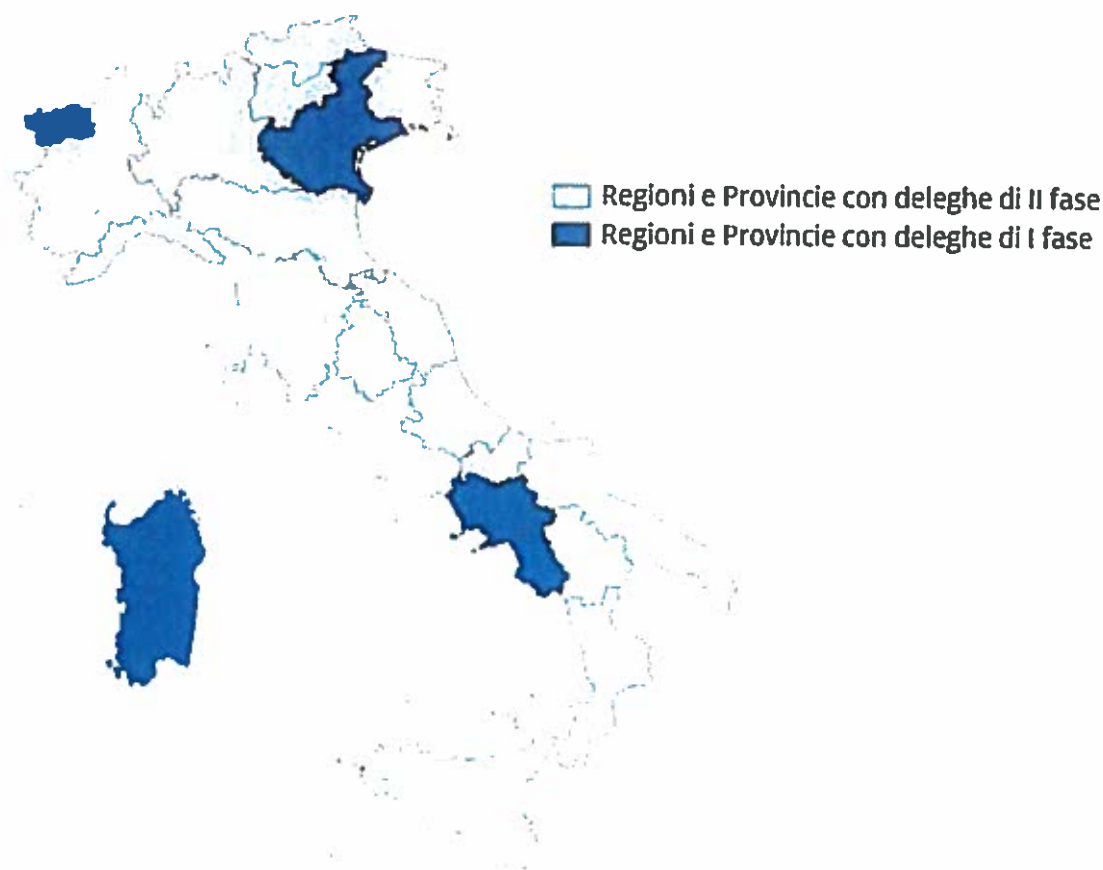 Regioni e Provincie con deleghe di II fase
Regioni e Provincie con deleghe di I fase